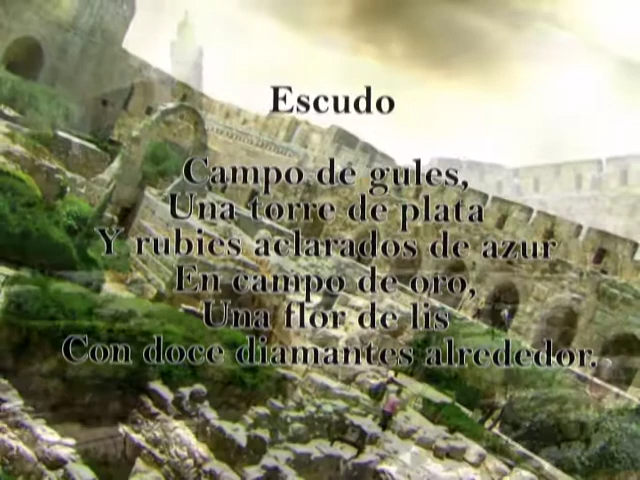 Escudo
Campo de gules,
Una torre de plata
Y rubies aclarados de azur
En campo de oro,
Una flor de lis
Con doce diamantes alrededor.